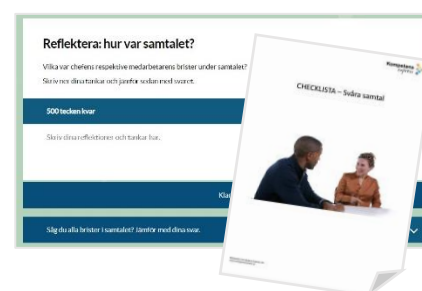 Reflektera: hur var samtalet?
Vilka var chefens respektive medarbetarens brister under samtalet?
Skriv ner dina tankar och jämför sedan med svaret.
500 tecken kvar
Skriv dina reflektioner och tankar här.
Såg du alla brister i samtalet? Jämför med dina svar.
Kompetens
CHECKLISTA – Svåra samtal